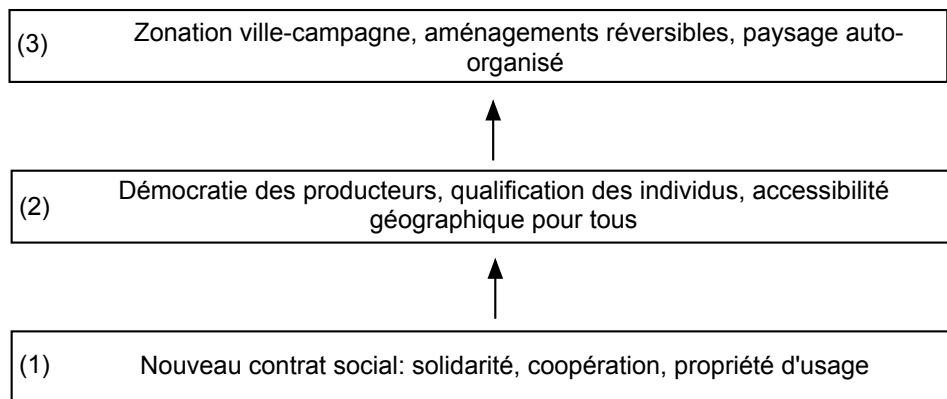 (3) Zonation ville-campagne, aménagements réversibles, paysage auto-
organisé
(2) Démocratie des producteurs, qualification des individus, accessibilité
géographique pour tous
(1) Nouveau contrat social: solidarité, coopération, propriété d'usage